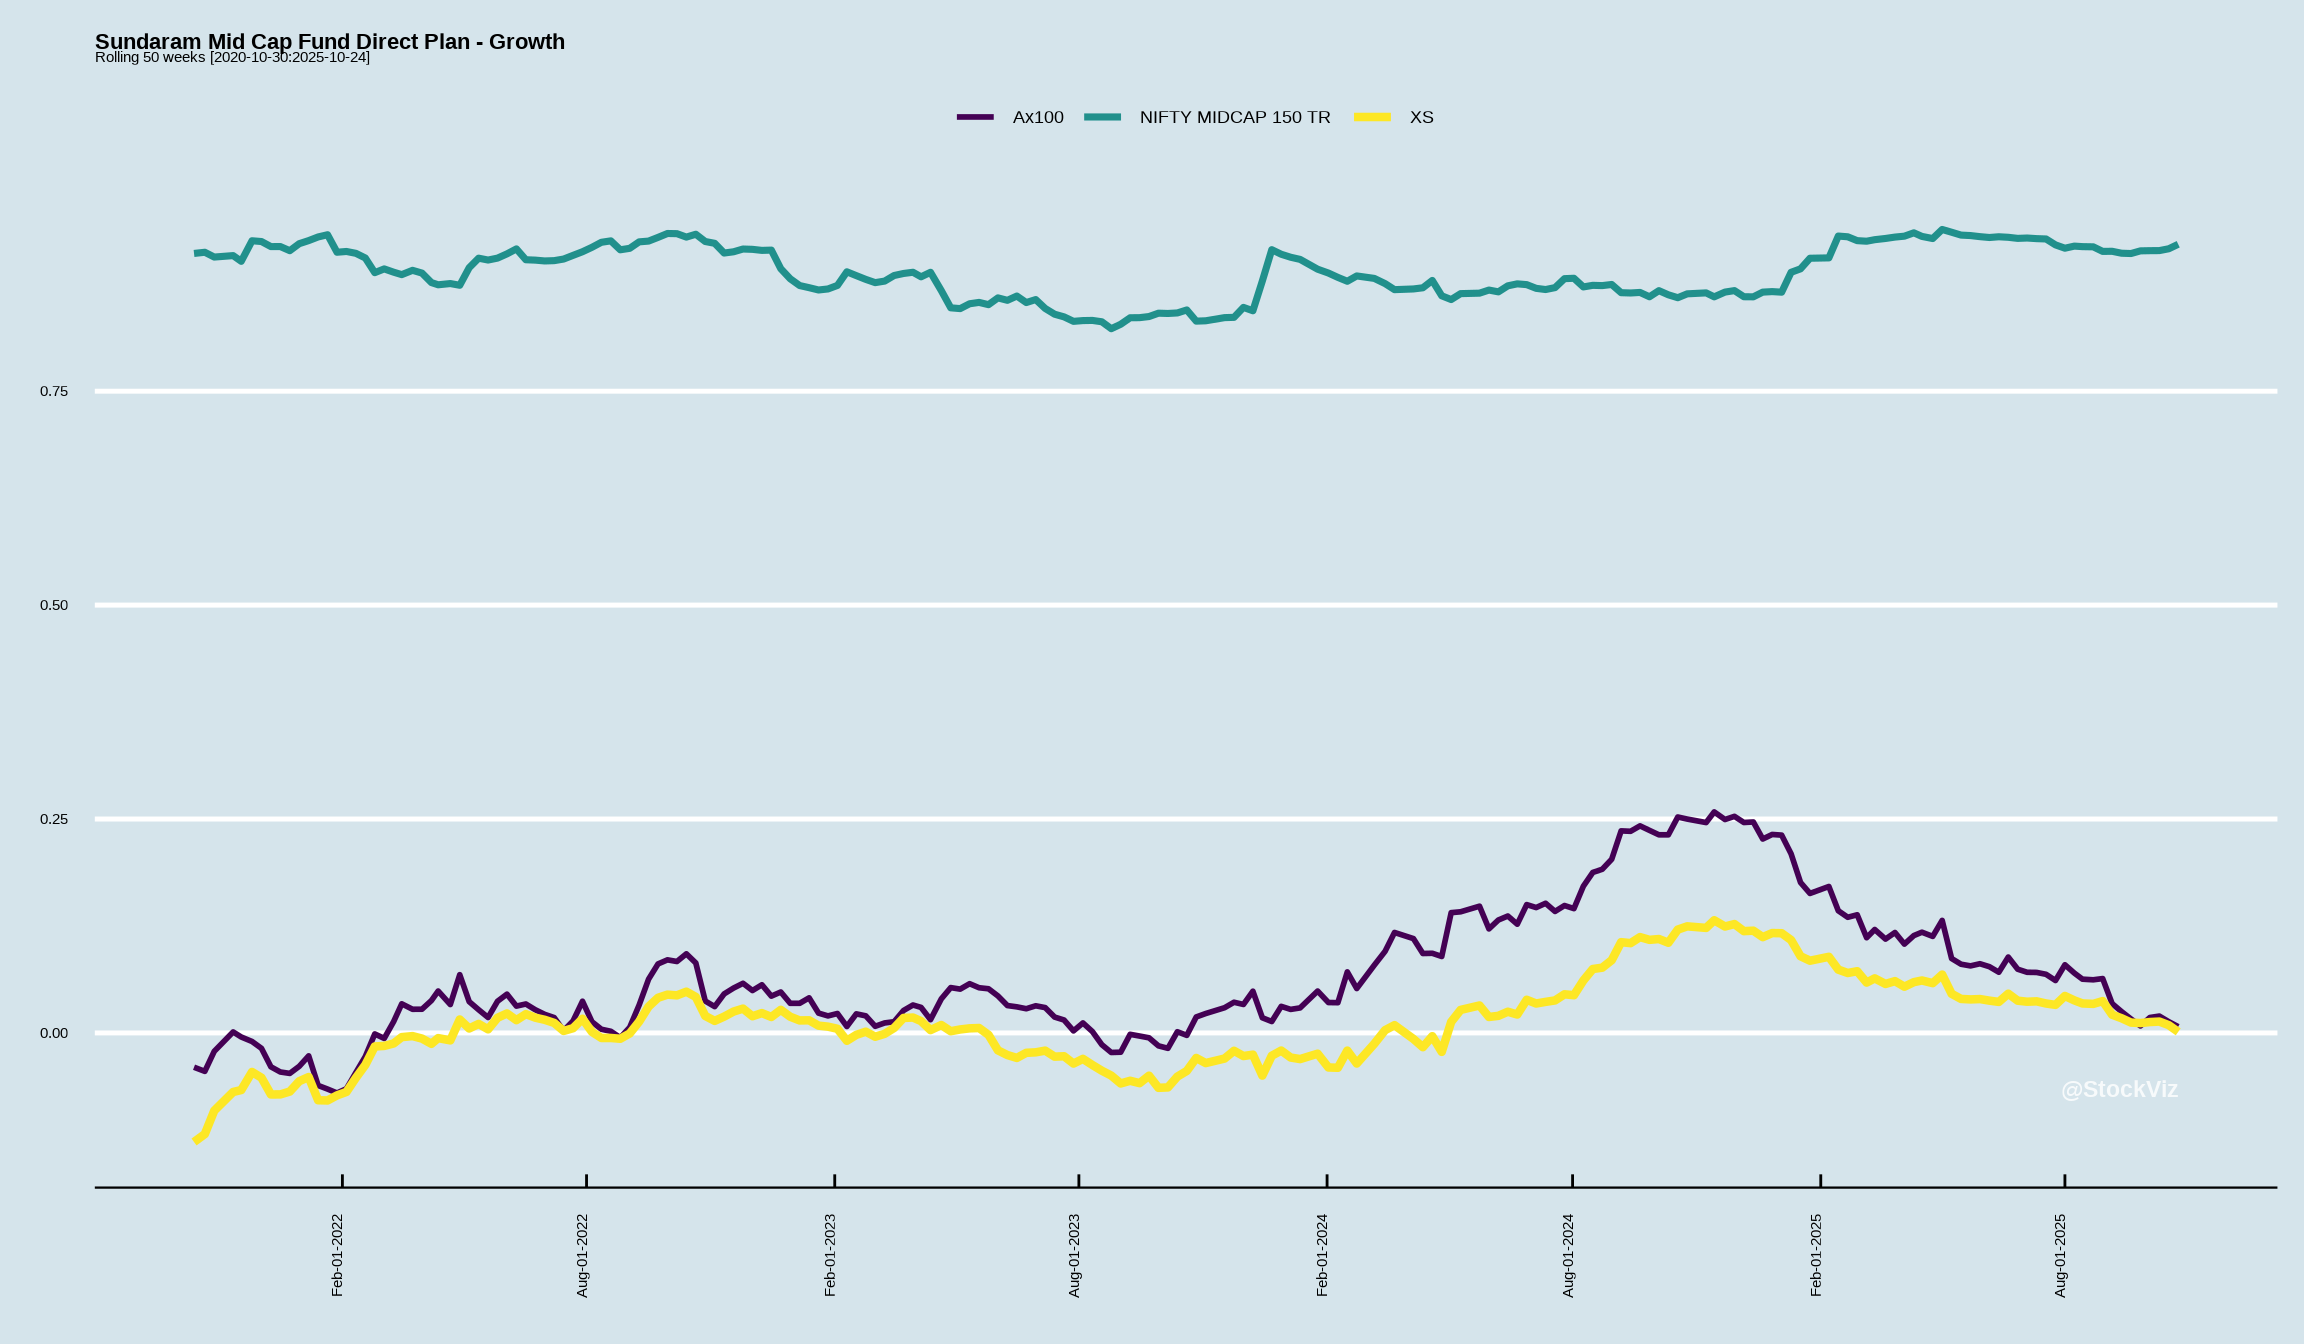 Sundaram Mid Cap Fund Direct Plan - Growth
Rolling 50 weeks [2020-10-30:2025-10-24]
Ax100 NIFTY MIDCAP 150 TR XS
0.75
0.50
0.25
0.00
@StockViz
Feb-01-2022
Aug-01-2022
Feb-01-2023
Aug-01-2023
Feb-01-2024
Aug-01-2024
Feb-01-2025
Aug-01-2025